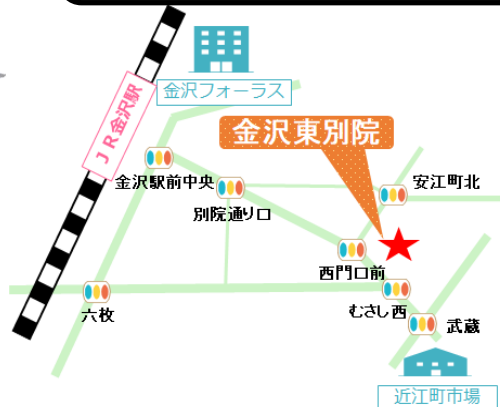 金沢フォーラス
JR金沢駅
金沢東別院
金沢駅前中央
安江町北
別院通り口
西門口前
六枚
むさし西
武蔵
近江町市場